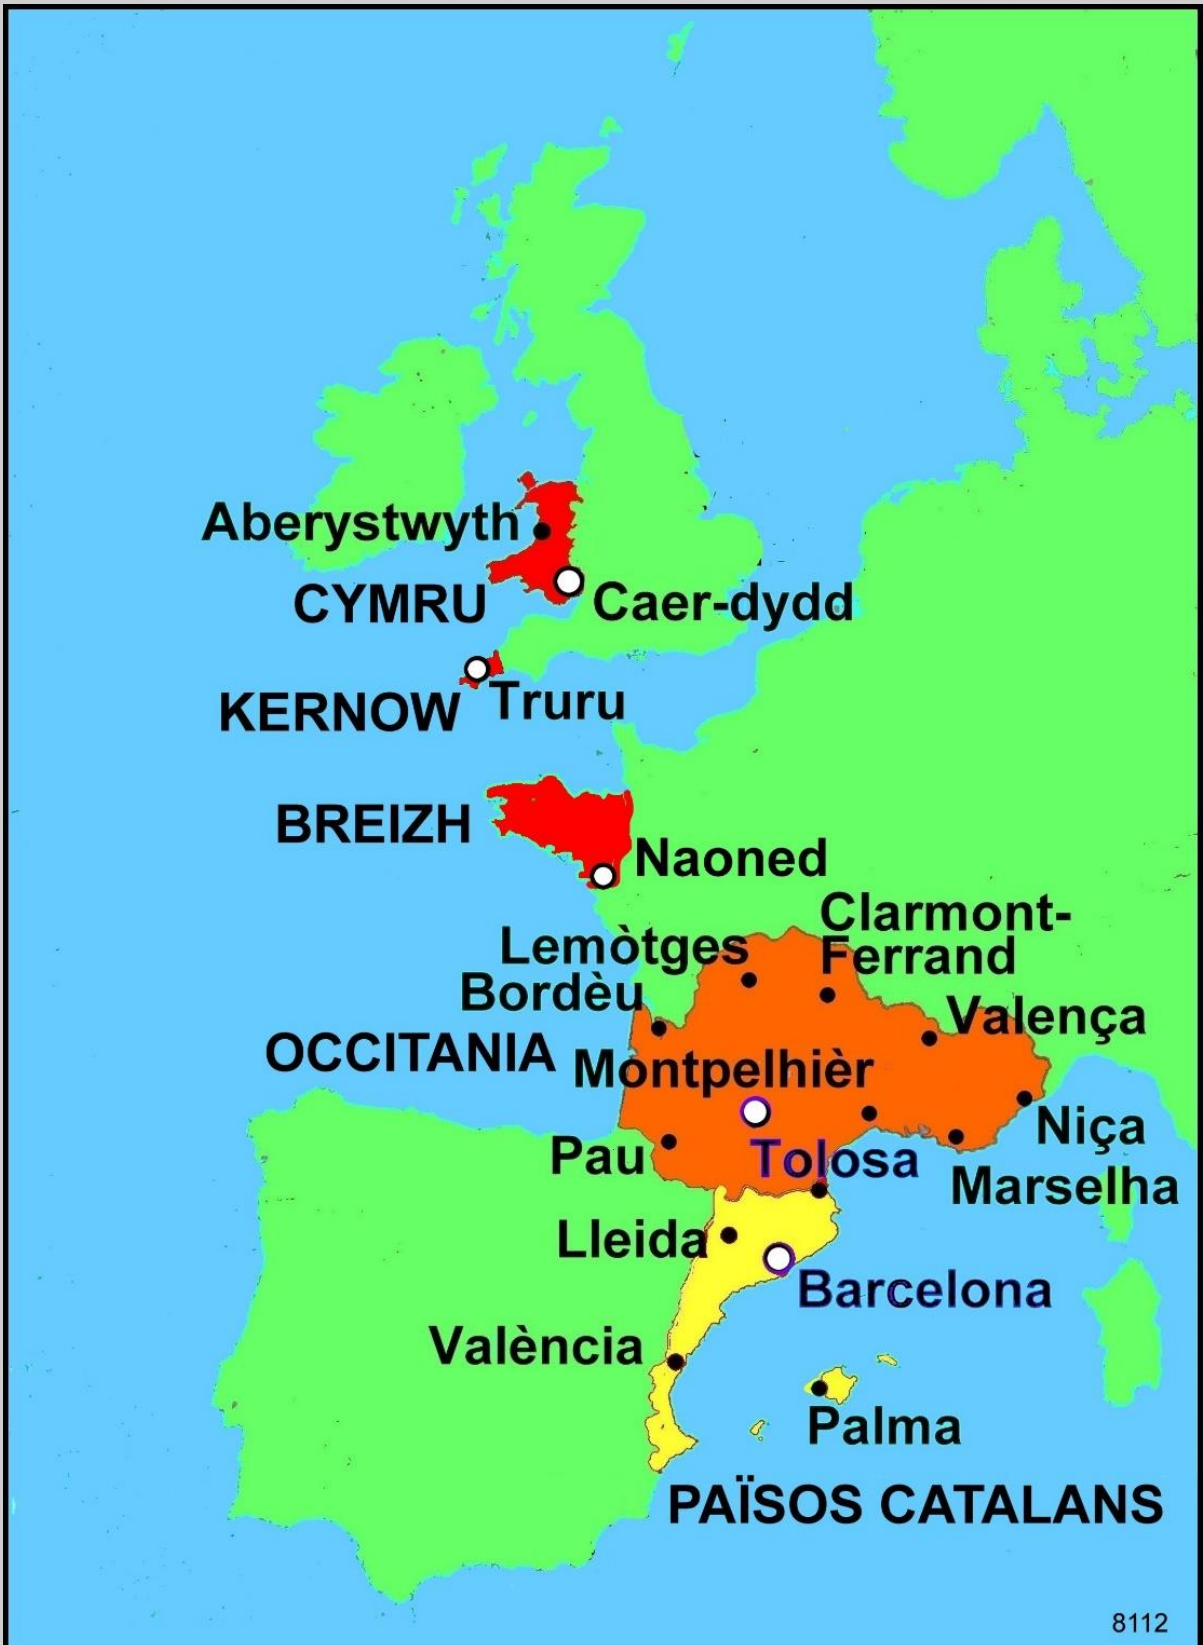 Aberystwyth
CYMRU
Caer-dydd
KERNOW
Truru
BREIZH
Naoned
Clarmont-
Ferrand
Lemòtges
Bordèu
Valença
OCCITANIA
Montpelhièr
Niça
Pau
Tolosa
Marselha
Lleida
Barcelona
València
Palma
PAÏSOS CATALANS
8112